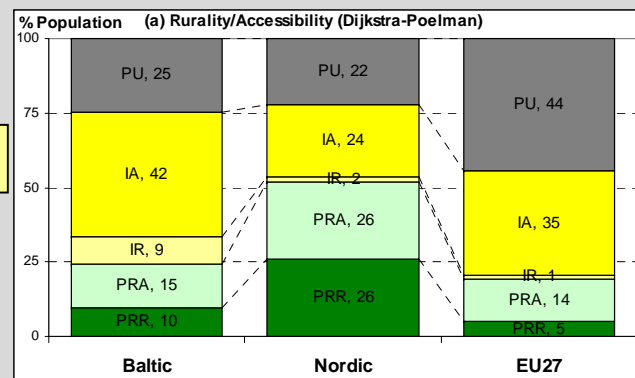 % Population (a) Rurality/Accessibility (Dijkstra-Poelman)
100
75
50
25
0
PU, 25
IA, 42
IR, 9
PRA, 15
PRR, 10
PU, 22
IA, 24
IR, 2
PRA, 26
PRR, 26
PU, 44
IA, 35
IR, 1
PRA, 14
PRR, 5
Baltic Nordic EU27